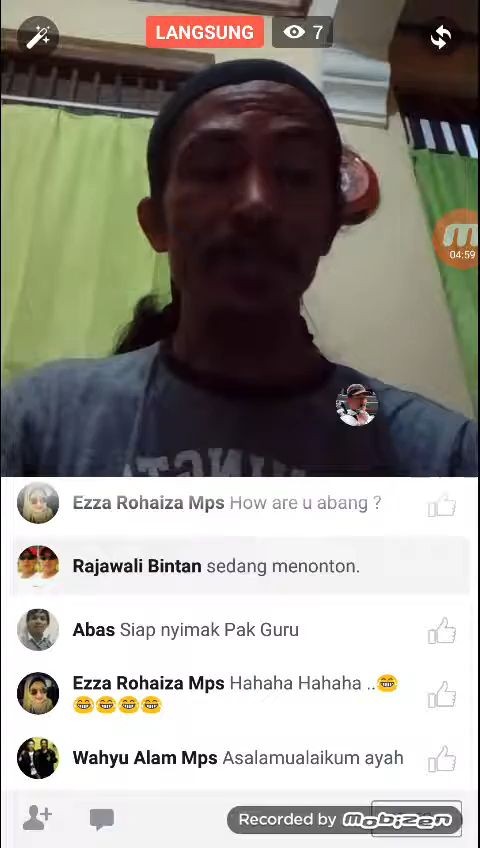 LANGSUNG 7
04:59
Ezza Rohaiza Mps How are u abang ?
Rajawali Bintan sedang menonton.
Abas Siap nyimak Pak Guru
Ezza Rohaiza Mps Hahaha Hahaha ..😂
😂😂😂😂
Wahyu Alam Mps Asalamualaikum ayah
Recorded by mobizen